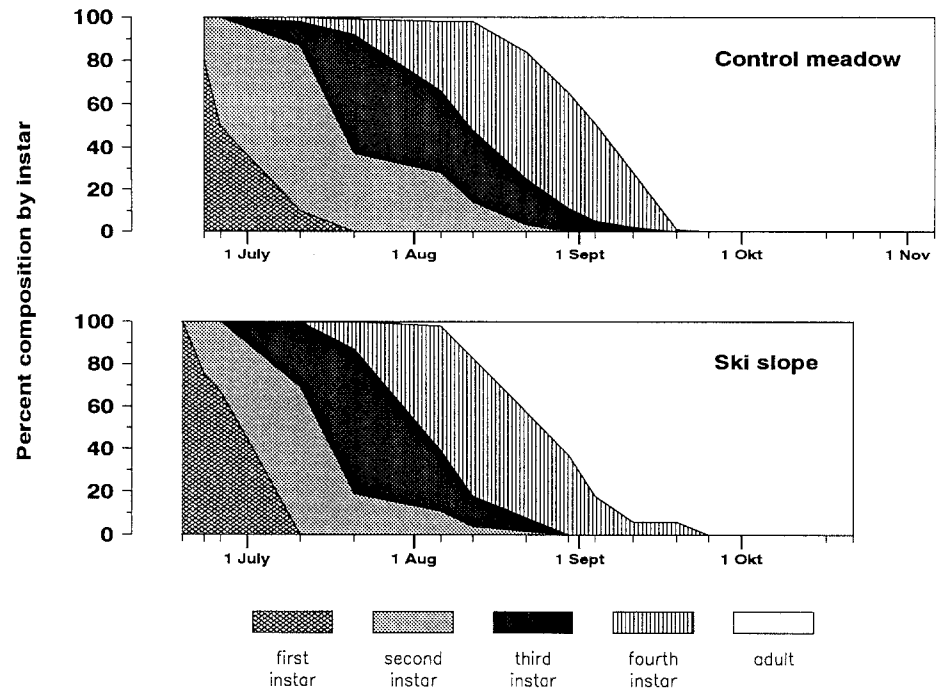 Percent composition by instar
100
80
60
40
20
0
Control meadow
1 July
1 Aug
1 Sept
1 Okt
1 Nov
100
80
60
40
20
0
Ski slope
1 July
1 Aug
1 Sept
1 Okt
first instar
second instar
third instar
fourth instar
adult